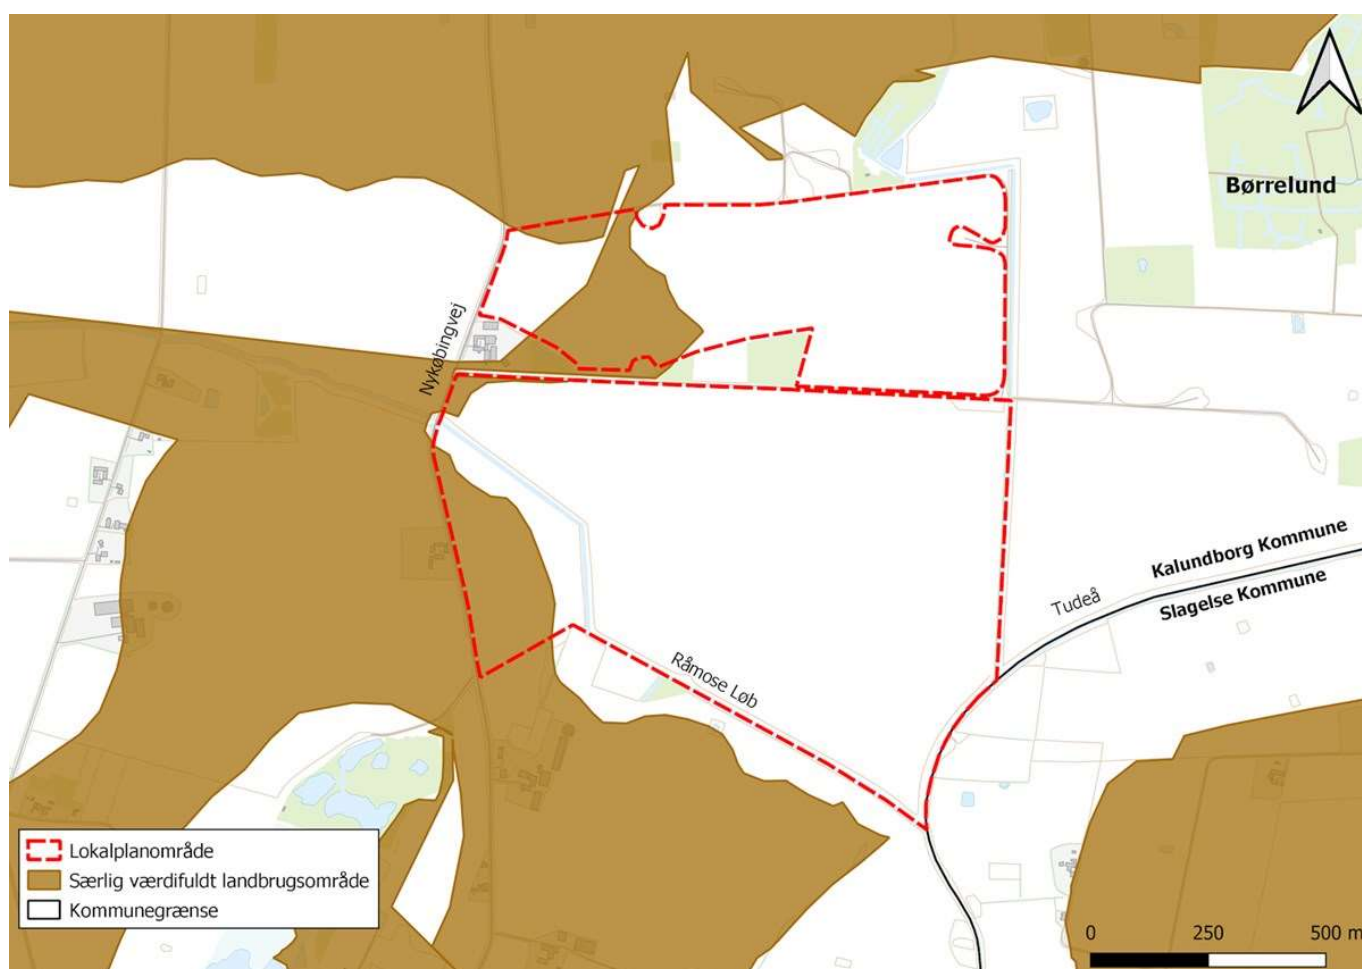 Børrelund
Nykøbingvej
Kalundborg Kommune
Tudeå
Slagelse Kommune
Råmose Løb
Lokalplanområde
Særlig værdifuldt landbrugsområde
Kommunegrænse
0 250 500 m